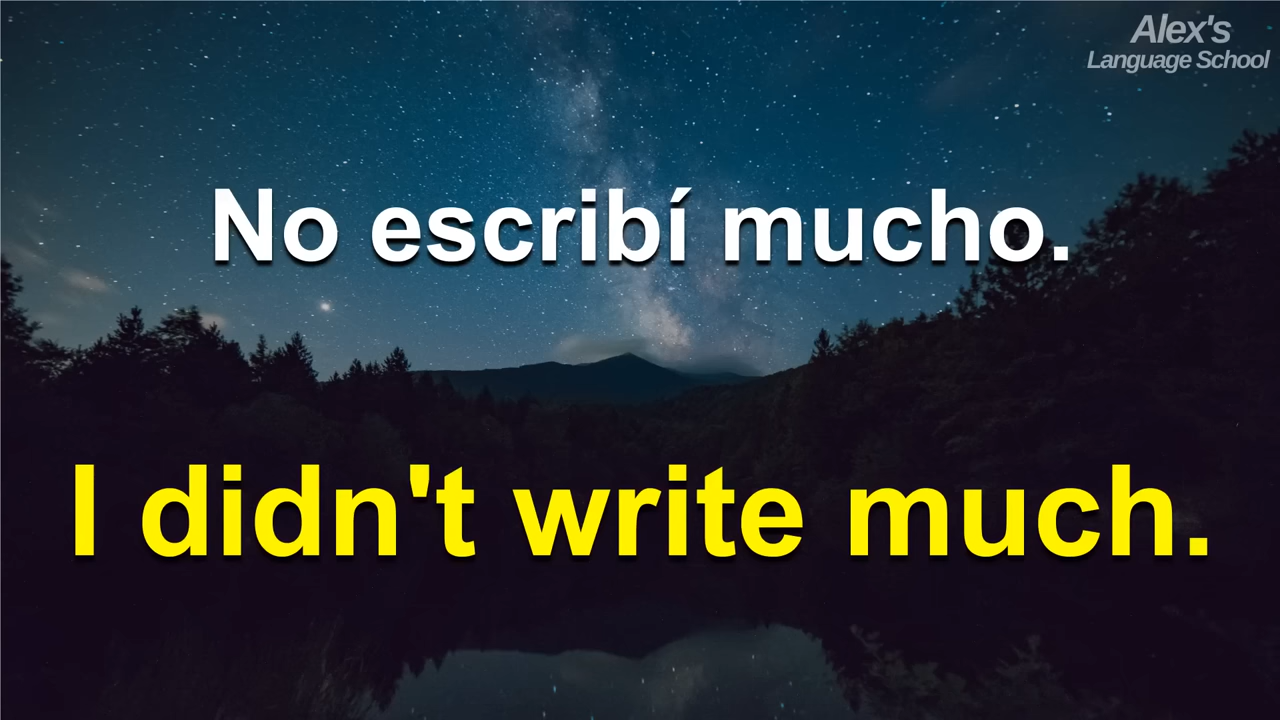 Alex's
Language School
No escribí mucho.
I didn't write much.